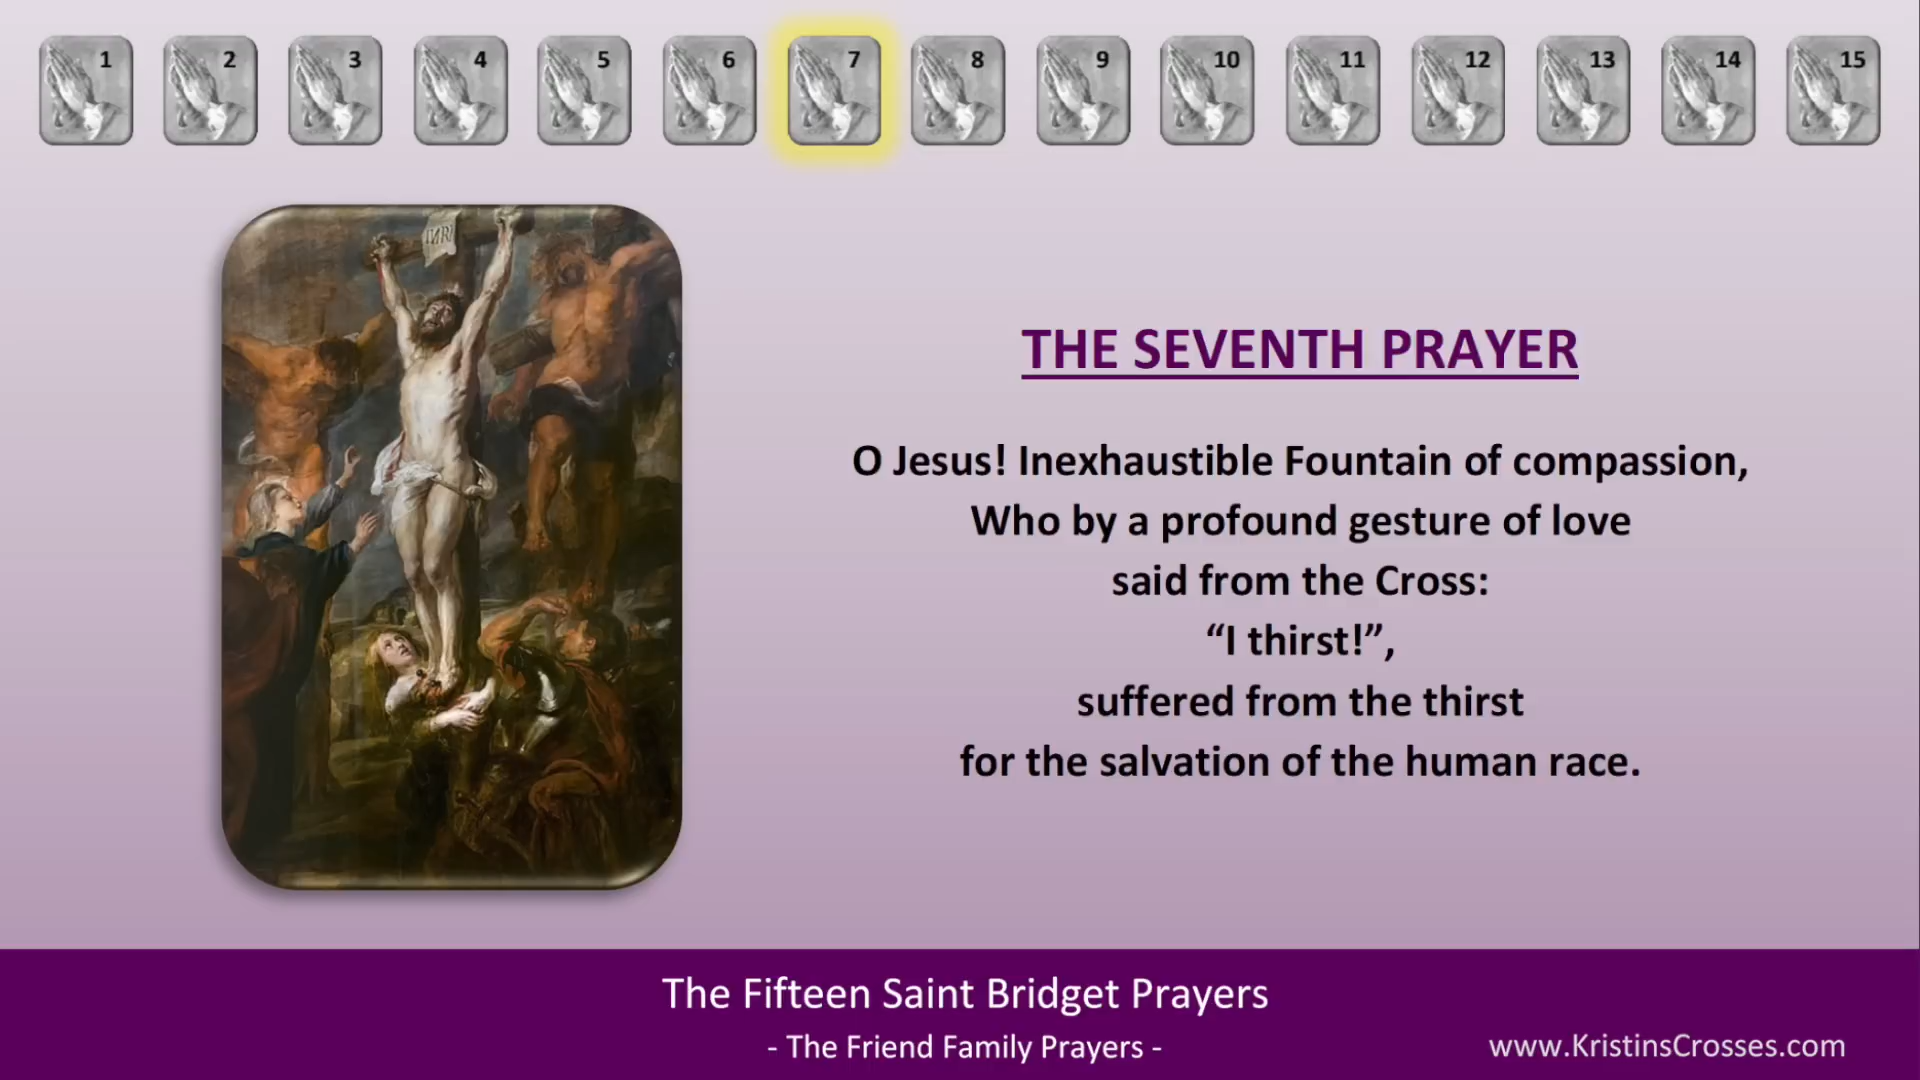 1 2 3 4 5 6 7 8 9 10 11 12 13 14 15
INRI
THE SEVENTH PRAYER
O Jesus! Inexhaustible Fountain of compassion,
Who by a profound gesture of love
said from the Cross:
“I thirst!”,
suffered from the thirst
for the salvation of the human race.
The Fifteen Saint Bridget Prayers
- The Friend Family Prayers -
www.KristinsCrosses.com